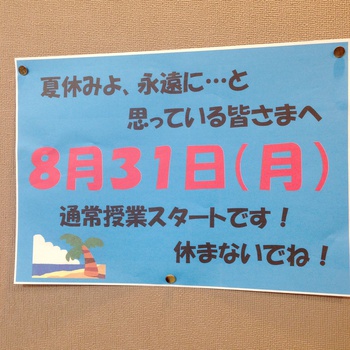 夏休みよ、永遠に…と
思っている皆さまへ
8月31日(月)
通常授業スタートです!
休まないでね!